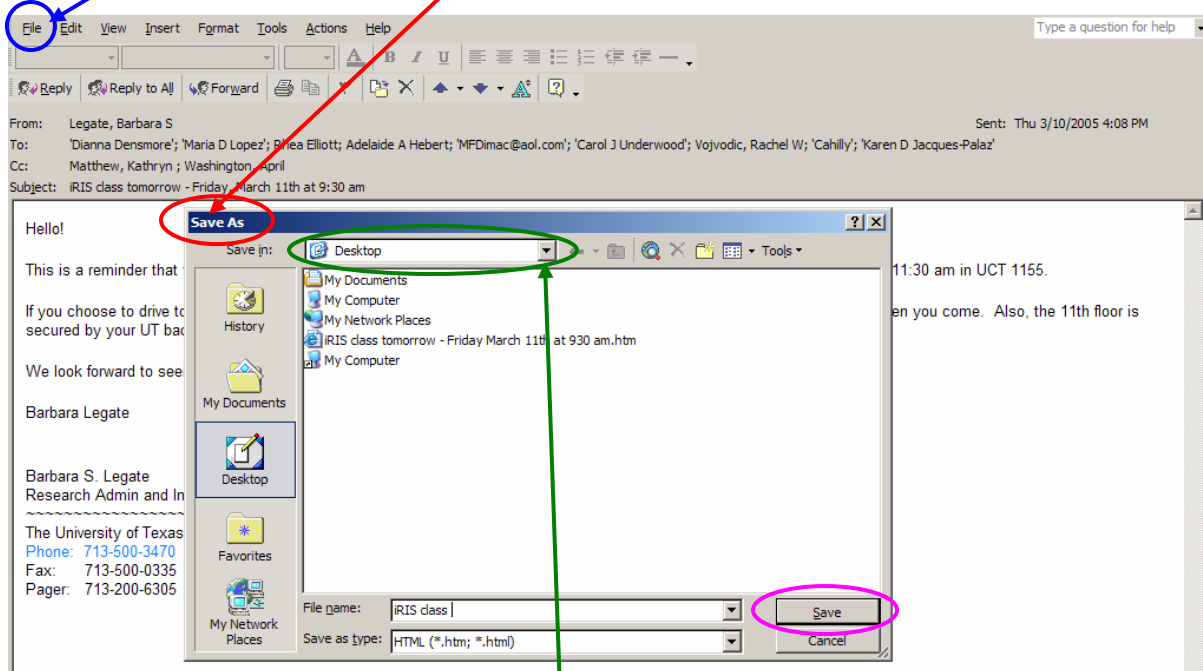 File Edit View Insert Format Tools Actions Help Type a question for help
A B I U
Reply Reply to All Forward
From: Legate, Barbara S Sent: Thu 3/10/2005 4:08 PM
To: 'Dianna Densmore'; 'Maria D Lopez'; Rhea Elliott; Adelaide A Hebert; 'MFDimac@aol.com'; 'Carol J Underwood'; Vojvodic, Rachel W; 'Cahilly'; 'Karen D Jacques-Palaz'
Cc: Matthew, Kathryn ; Washington, April
Subject: iRIS class tomorrow - Friday, March 11th at 9:30 am
Hello!
This is a reminder that 11:30 am in UCT 1155.
If you choose to drive to en you come. Also, the 11th floor is
secured by your UT
We look forward to see
Barbara Legate
Barbara S. Legate
Research Admin and In
~~~~~~~~~~~~~~~~~
The University of Texas
Phone: 713-500-3470
Fax: 713-500-0335
Pager: 713-200-6305
Save As
Save in: Desktop Tools
History
My Documents
Desktop
Favorites
My Network
Places
My Documents
My Computer
My Network Places
iRIS class tomorrow - Friday March 11th at 930 am.htm
My Computer
File name: iRIS class Save
Save as type: HTML (*.htm; *.html) Cancel